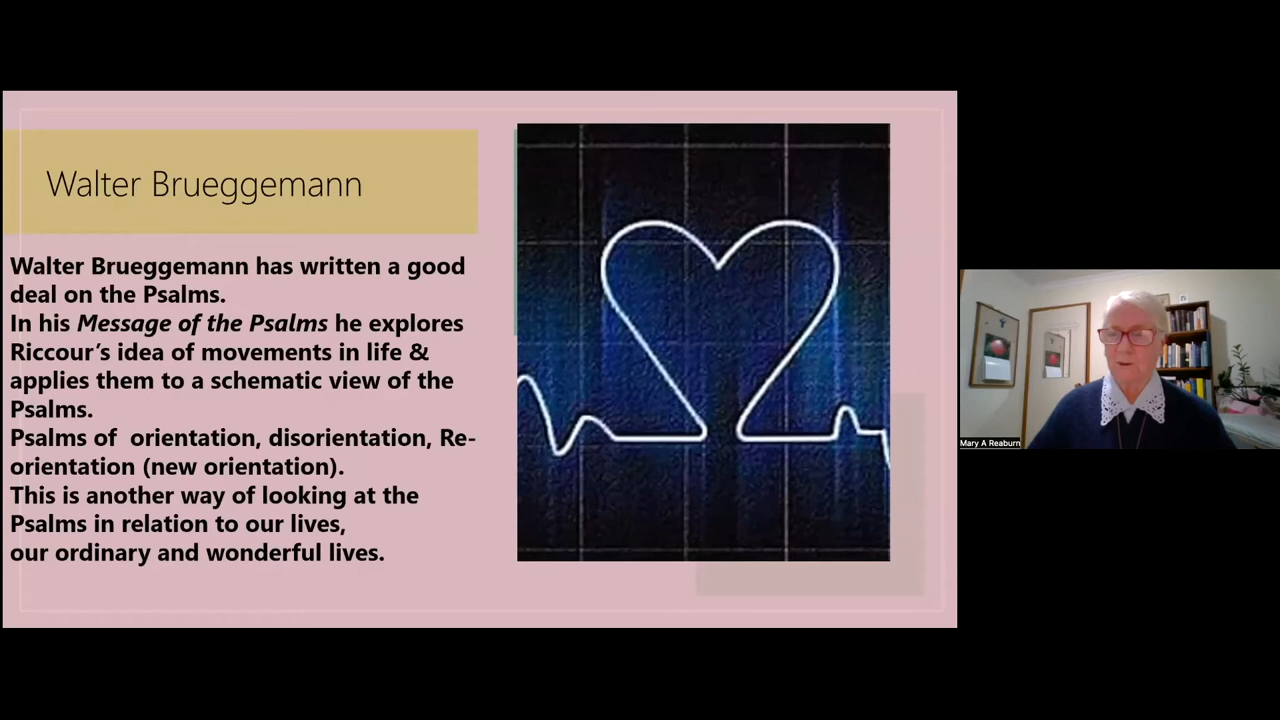 Walter Brueggemann
Walter Brueggemann has written a good
deal on the Psalms.
In his Message of the Psalms he explores
Riccour’s idea of movements in life &
applies them to a schematic view of the
Psalms.
Psalms of  orientation, disorientation, Re-
orientation (new orientation).
This is another way of looking at the
Psalms in relation to our lives,
our ordinary and wonderful lives.
Mary A Reaburn